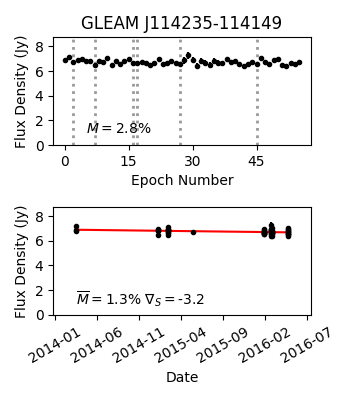 GLEAM J114235-114149
Flux Density (Jy)
8
6
4
2
0
M = 2.8%
0 15 30 45
Epoch Number
Flux Density (Jy)
8
6
4
2
0
M̅ = 1.3% ∇S = -3.2
2014-01 2014-06 2014-11 2015-04 2015-09 2016-02 2016-07
Date